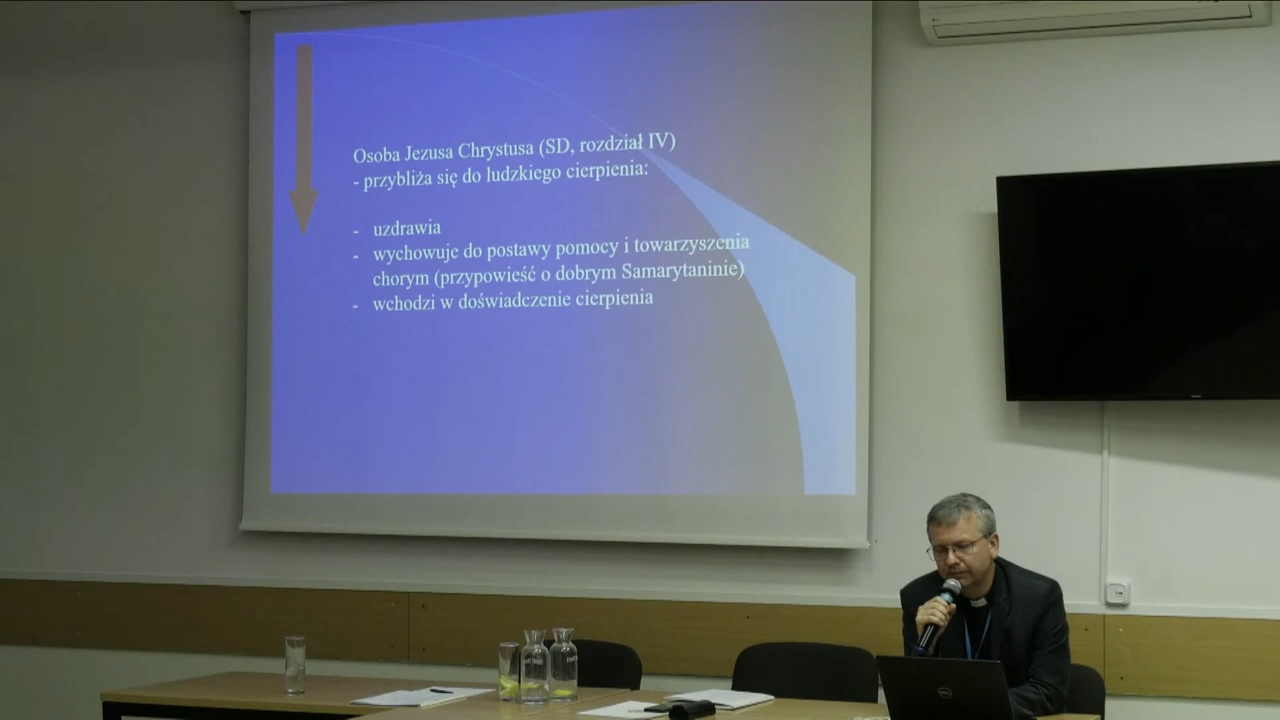 Osoba Jezusa Chrystusa (SD, rozdział IV)
- przybliża się do ludzkiego cierpienia:
- uzdrawia
- wychowuje do postawy pomocy i towarzyszenia
chorym (przypowieść o dobrym Samarytaninie)
- wchodzi w doświadczenie cierpienia
DELL